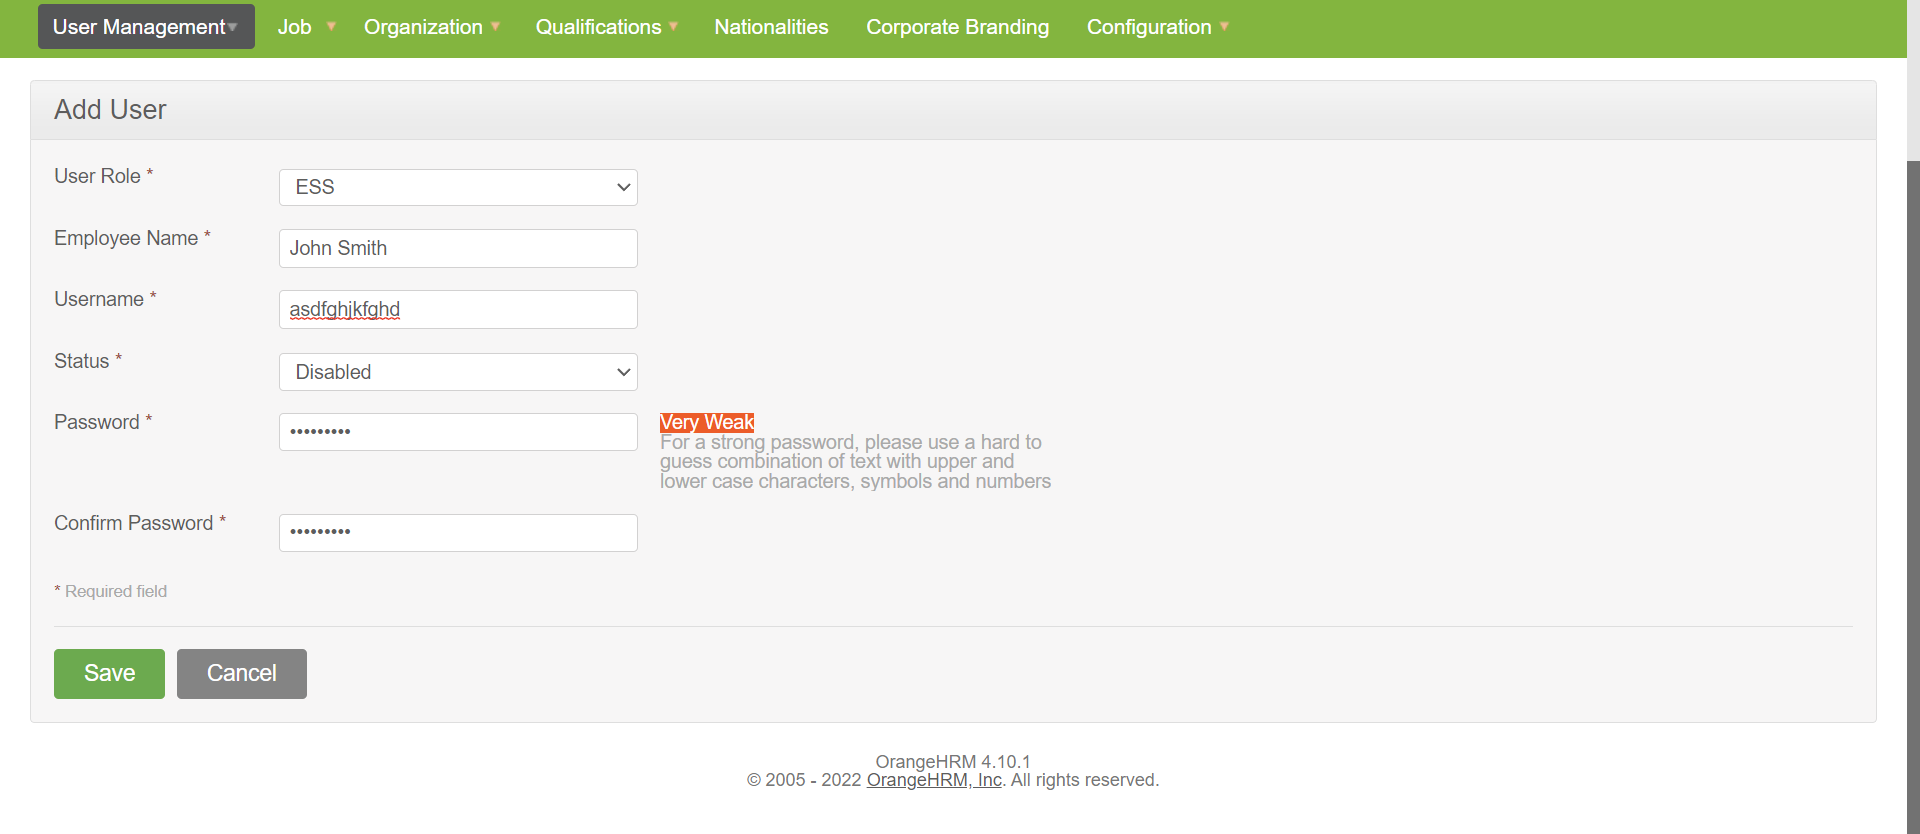 User Management Job Organization Qualifications Nationalities Corporate Branding Configuration
Add User
User Role *
ESS
Employee Name *
John Smith
Username *
asdfghjkfghd
Status *
Disabled
Password *
•••••••••
Very Weak
For a strong password, please use a hard to
guess combination of text with upper and
lower case characters, symbols and numbers
Confirm Password *
•••••••••
* Required field
Save Cancel
OrangeHRM 4.10.1
© 2005 - 2022 OrangeHRM, Inc. All rights reserved.